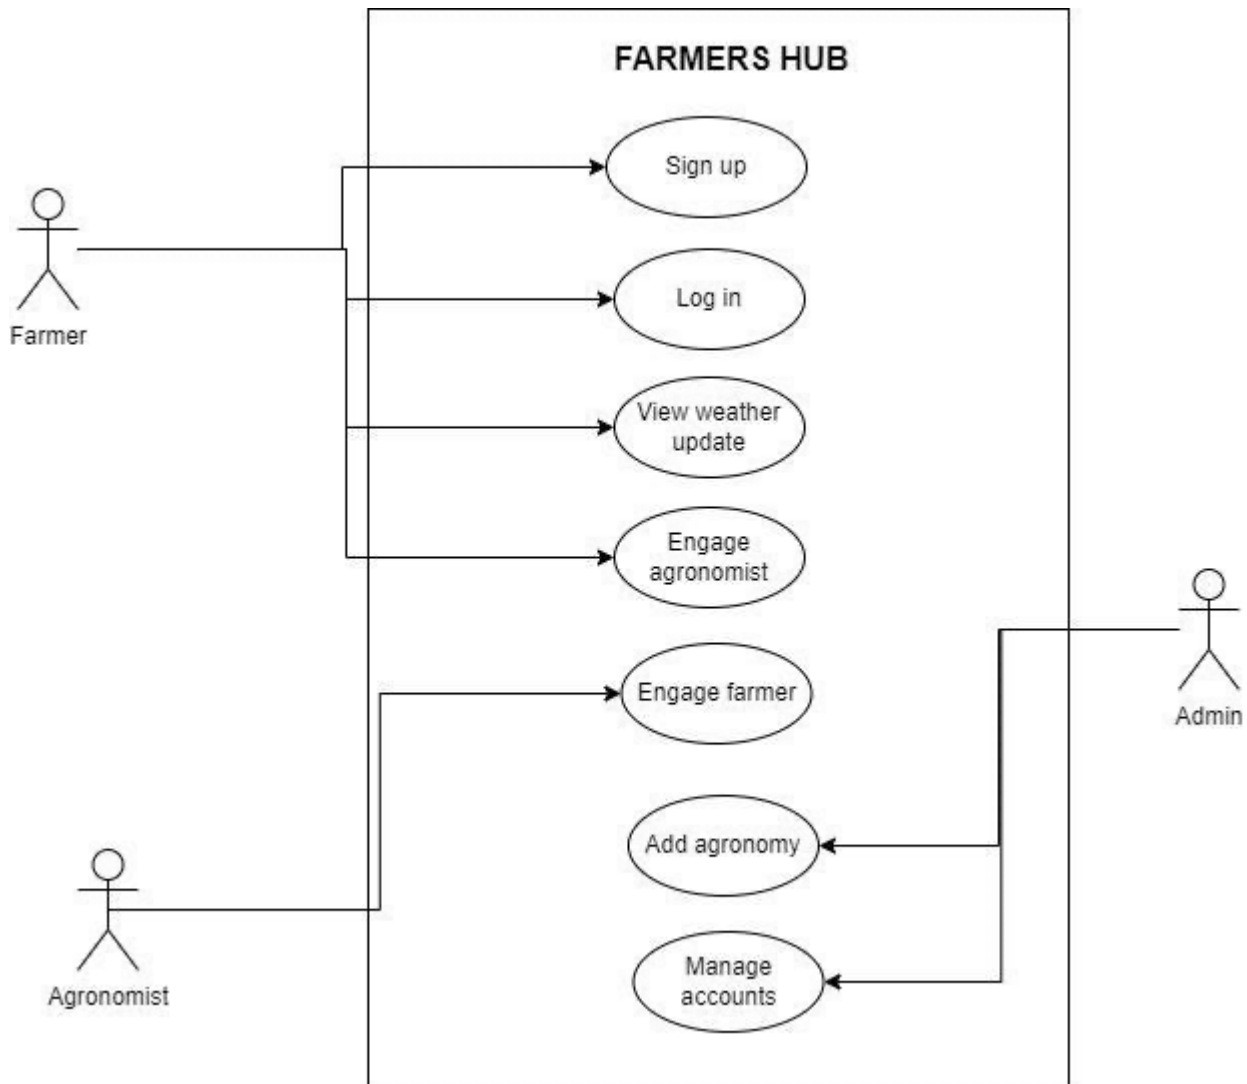 FARMERS HUB
Sign up
Farmer
Log in
View weather
update
Engage
agronomist
Engage farmer
Admin
Add agronomy
Manage
accounts
Agronomist